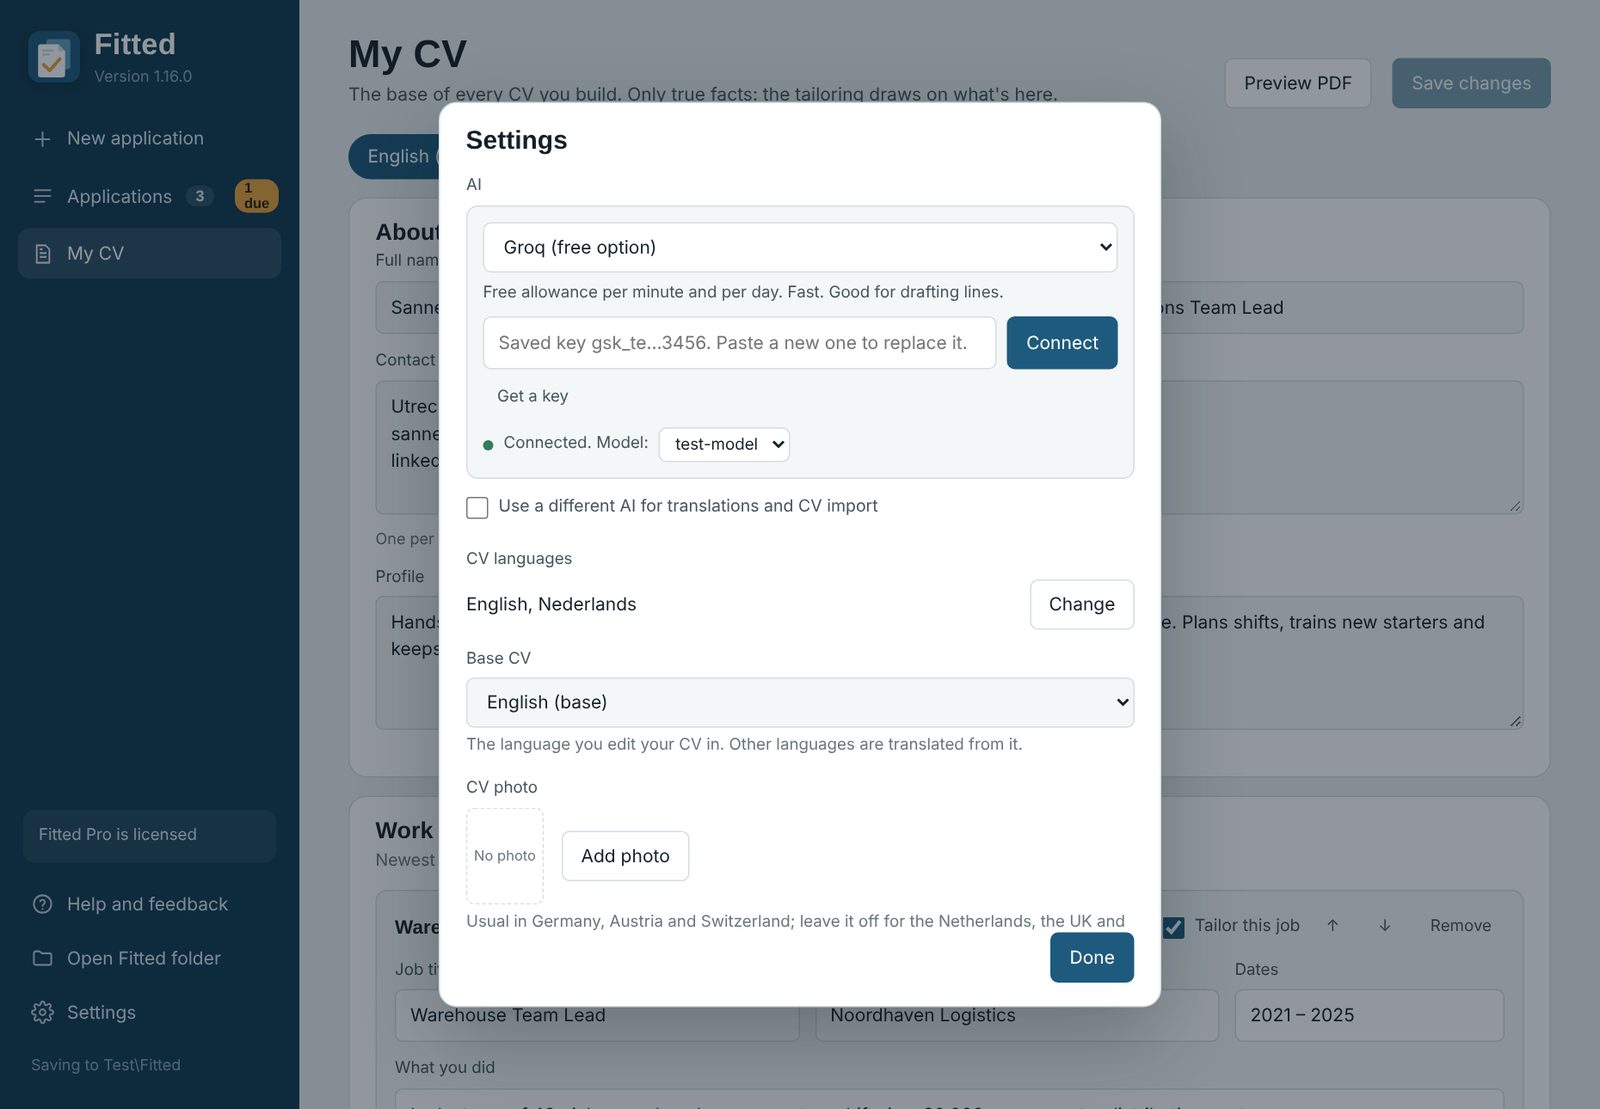 Fitted
Version 1.16.0
New application
Applications 3 1 due
My CV
Fitted Pro is licensed
Help and feedback
Open Fitted folder
Settings
Saving to Test\Fitted
My CV
The base of every CV you build. Only true facts: the tailoring draws on what's here.
Preview PDF
Save changes
English (
About
Full nam
Sanne
ons Team Lead
Contact
Utrec
sanne
linked
One per
Profile
Hands
e. Plans shifts, trains new starters and
keeps
Work
Newest
Ware
Tailor this job ↑ ↓ Remove
Job ti
Dates
Warehouse Team Lead
Noordhaven Logistics
2021 – 2025
What you did
Settings
AI
Groq (free option)
Free allowance per minute and per day. Fast. Good for drafting lines.
Saved key gsk_te...3456. Paste a new one to replace it.
Connect
Get a key
Connected. Model: test-model
Use a different AI for translations and CV import
CV languages
English, Nederlands
Change
Base CV
English (base)
The language you edit your CV in. Other languages are translated from it.
CV photo
No photo
Add photo
Usual in Germany, Austria and Switzerland; leave it off for the Netherlands, the UK and
Done